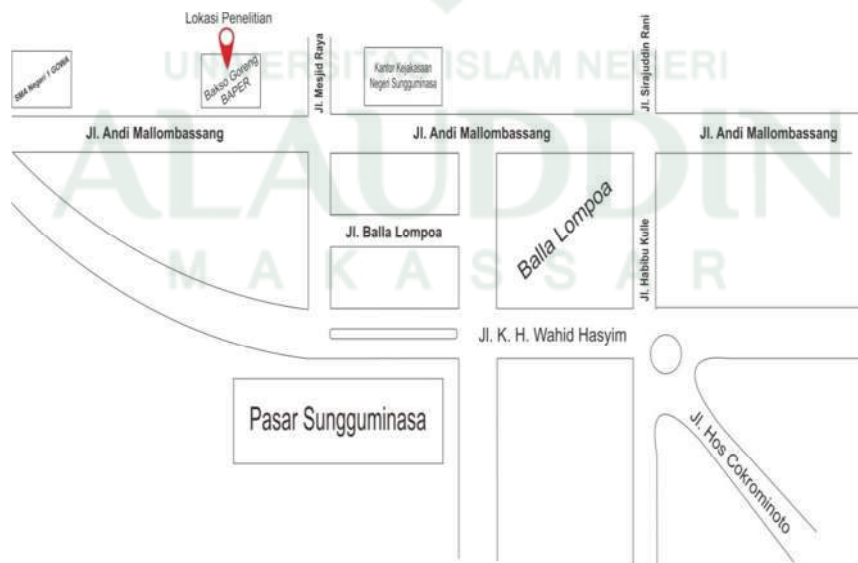 Lokasi Penelitian
UNIVERSITAS ISLAM NEGERI
SMA Negeri 1 GOWA
Bakso Goreng
BAPER
Jl. Mesjid Raya
Kantor Kejakasaan
Negeri Sungguminasa
Jl. Sirajuddin Rani
Jl. Andi Mallombassang
Jl. Andi Mallombassang
Jl. Andi Mallombassang
ALAUDDIN
Jl. Balla Lompoa
Balla Lompoa
Jl. Habibu Kulle
MAKASSAR
Jl. K. H. Wahid Hasyim
Pasar Sungguminasa
Jl. Hos Cokrominoto